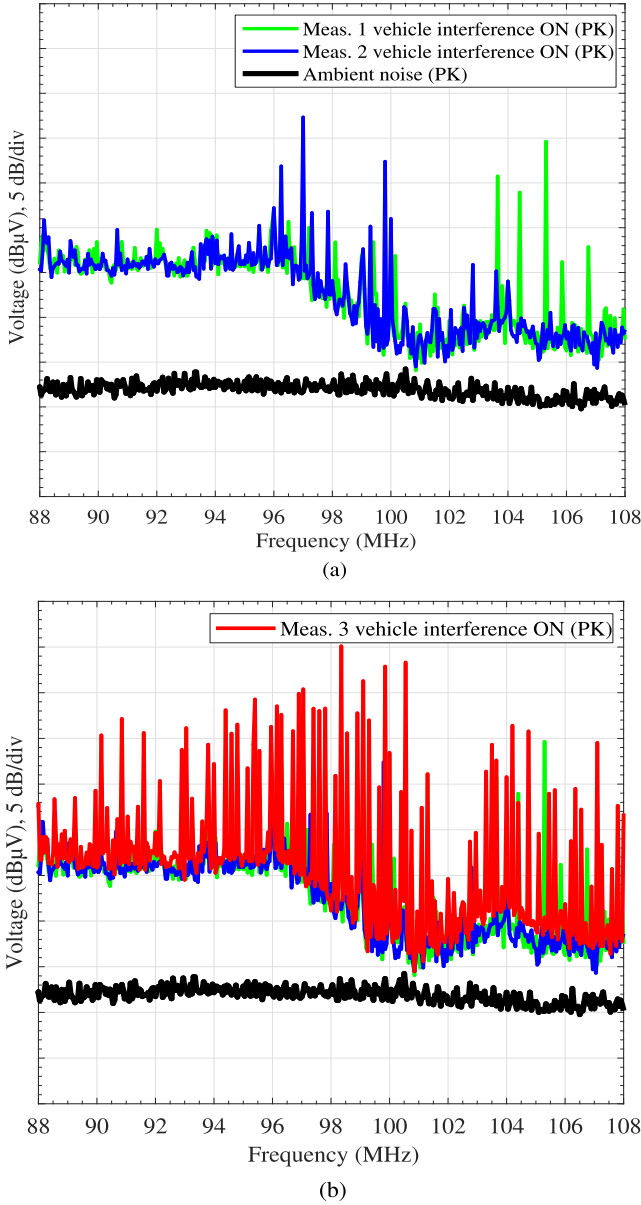 Meas. 1 vehicle interference ON (PK)
Meas. 2 vehicle interference ON (PK)
Ambient noise (PK)
Voltage (dBµV), 5 dB/div
88 90 92 94 96 98 100 102 104 106 108
Frequency (MHz)
(a)
Meas. 3 vehicle interference ON (PK)
Voltage (dBµV), 5 dB/div
88 90 92 94 96 98 100 102 104 106 108
Frequency (MHz)
(b)